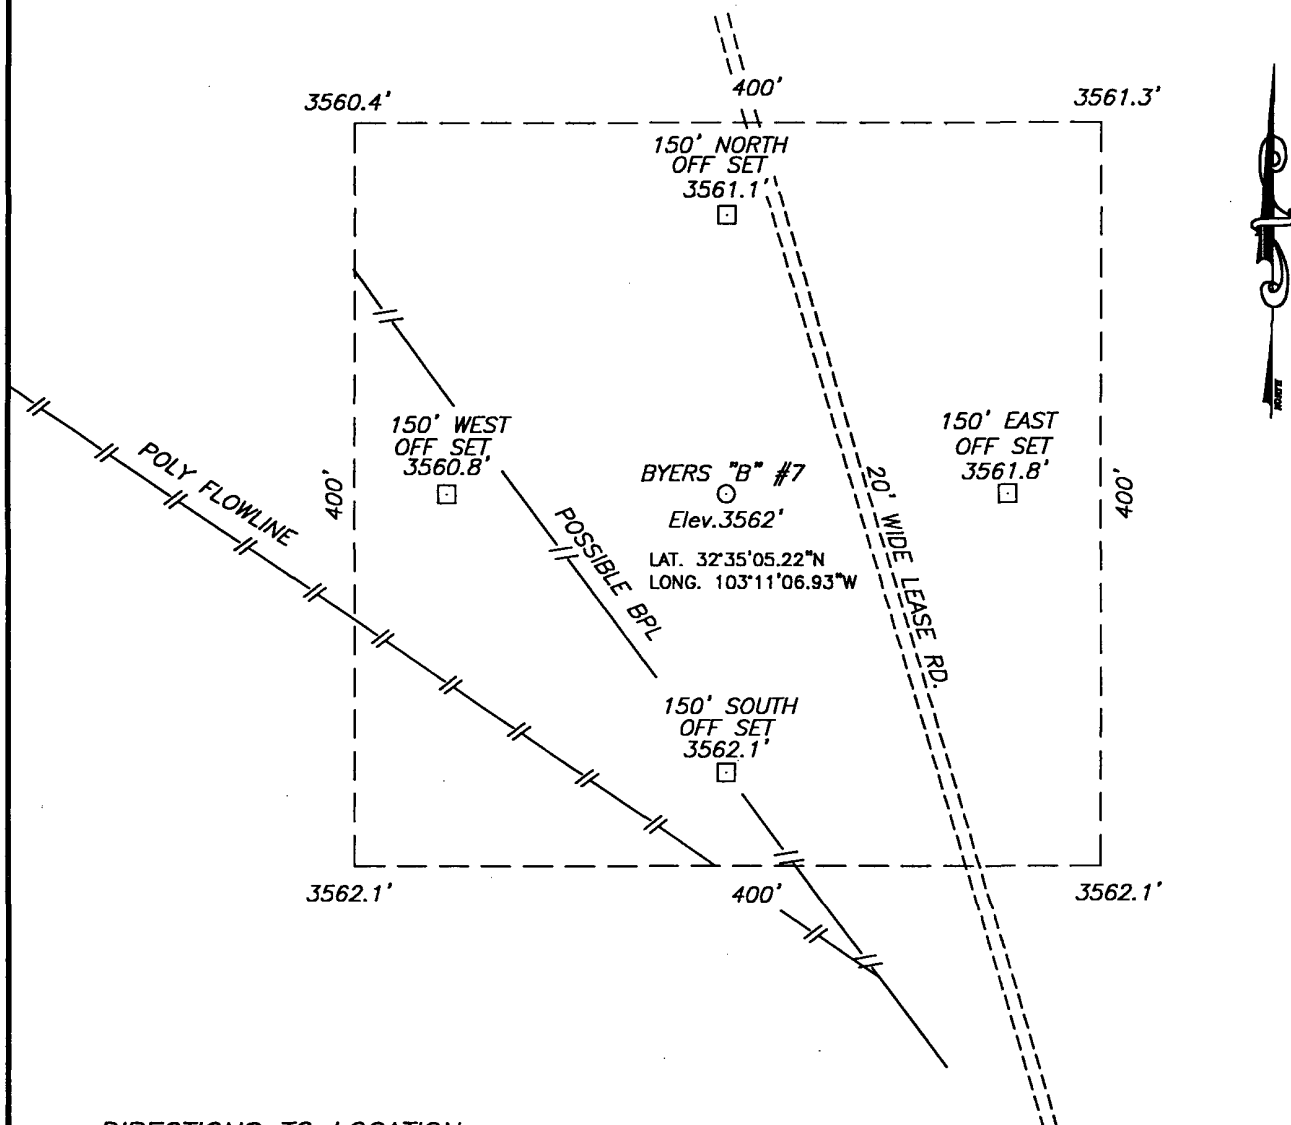 400'
3560.4'
3561.3'
150' NORTH
OFF SET
3561.1'
150' WEST
OFF SET
3560.8'
150' EAST
OFF SET
3561.8'
400'
400'
POLY FLOWLINE
BYERS "B" #7
Elev.3562'
LAT. 32°35'05.22"N
LONG. 103°11'06.93"W
POSSIBLE BPL
20' WIDE LEASE RD.
150' SOUTH
OFF SET
3562.1'
3562.1'
400'
3562.1'
NORTH
DIRECTIONS TO LOCATION